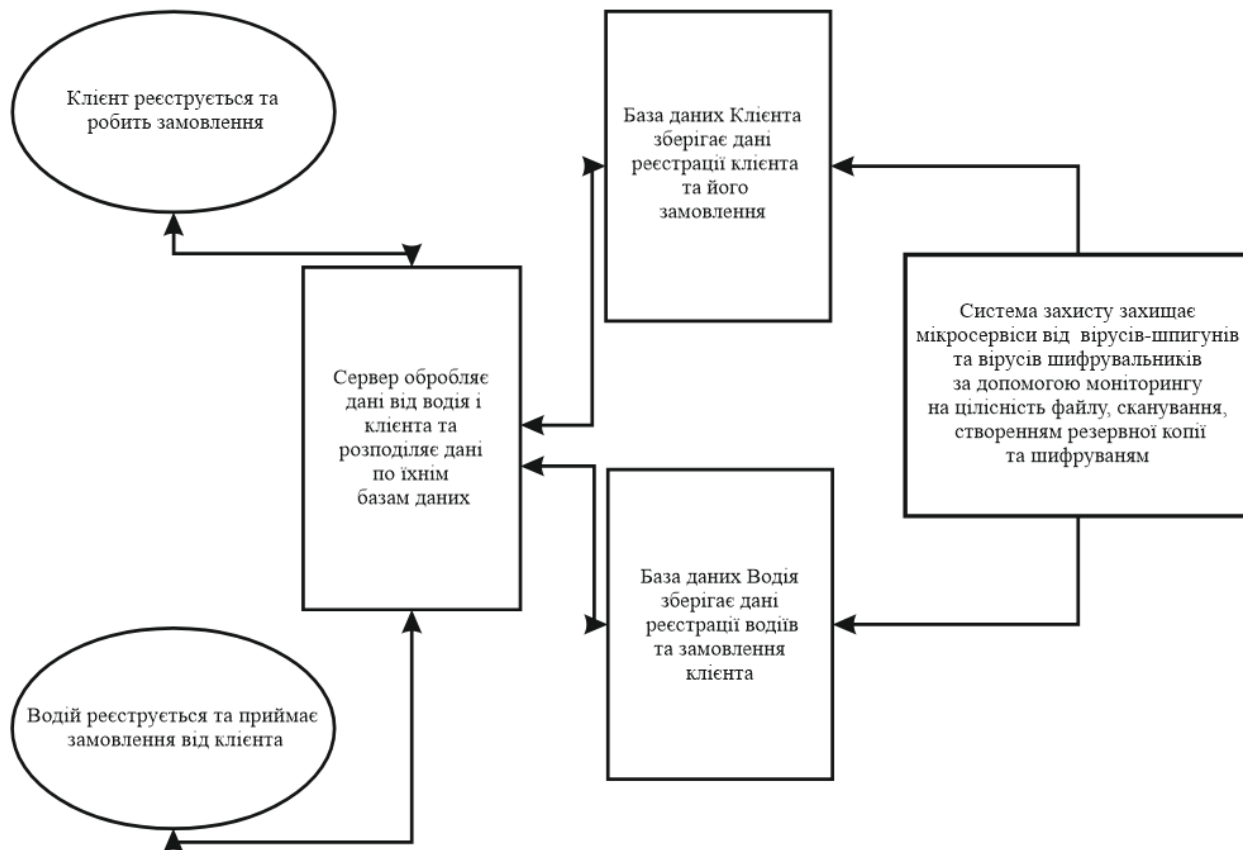 Клієнт реєструється та
робить замовлення
База даних Клієнта
зберігає дані
реєстрації клієнта
та його
замовлення
Система захисту захищає
мікросервіси від вірусів-шпигунів
та вірусів шифрувальників
за допомогою моніторингу
на цілісність файлу, сканування,
створенням резервної копії
та шифруваням
Сервер обробляє
дані від водія і
клієнта та
розподіляє дані
по їхнім
базам даних
База даних Водія
зберігає дані
реєстрації водіїв
та замовлення
клієнта
Водій реєструється та приймає
замовлення від клієнта